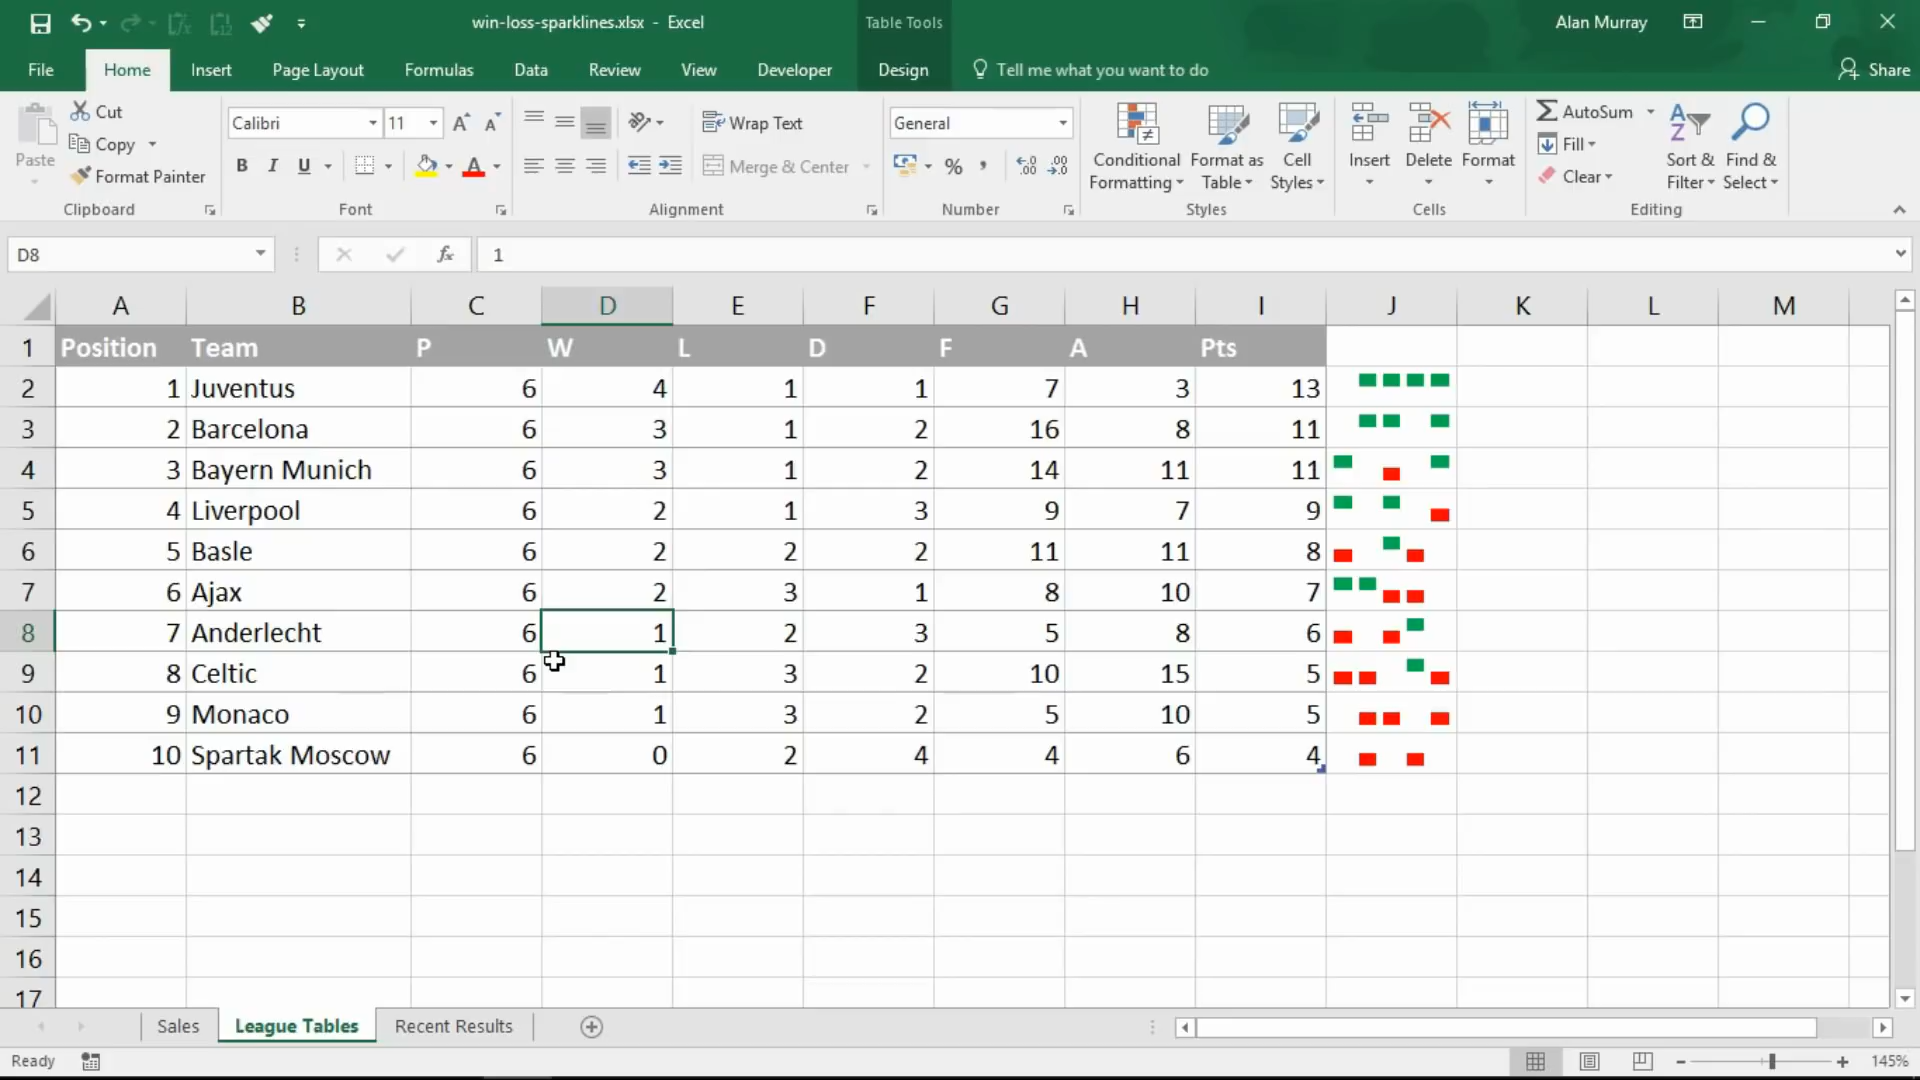 win-loss-sparklines.xlsx - Excel
Table Tools
Alan Murray
File Home Insert Page Layout Formulas Data Review View Developer Design Tell me what you want to do Share
Paste
Cut
Copy
Format Painter
Clipboard
Calibri 11
B I U
Font
Wrap Text
Merge & Center
Alignment
General
%
Number
Conditional Formatting
Format as Table
Cell Styles
Styles
Insert
Delete
Format
Cells
AutoSum
Fill
Clear
Sort & Filter
Find & Select
Editing
D8 fx 1
A B C D E F G H I J K L M
1 Position Team P W L D F A Pts
2 1 Juventus 6 4 1 1 7 3 13
3 2 Barcelona 6 3 1 2 16 8 11
4 3 Bayern Munich 6 3 1 2 14 11 11
5 4 Liverpool 6 2 1 3 9 7 9
6 5 Basle 6 2 2 2 11 11 8
7 6 Ajax 6 2 3 1 8 10 7
8 7 Anderlecht 6 1 2 3 5 8 6
9 8 Celtic 6 1 3 2 10 15 5
10 9 Monaco 6 1 3 2 5 10 5
11 10 Spartak Moscow 6 0 2 4 4 6 4
12
13
14
15
16
17
Sales League Tables Recent Results
Ready 145%